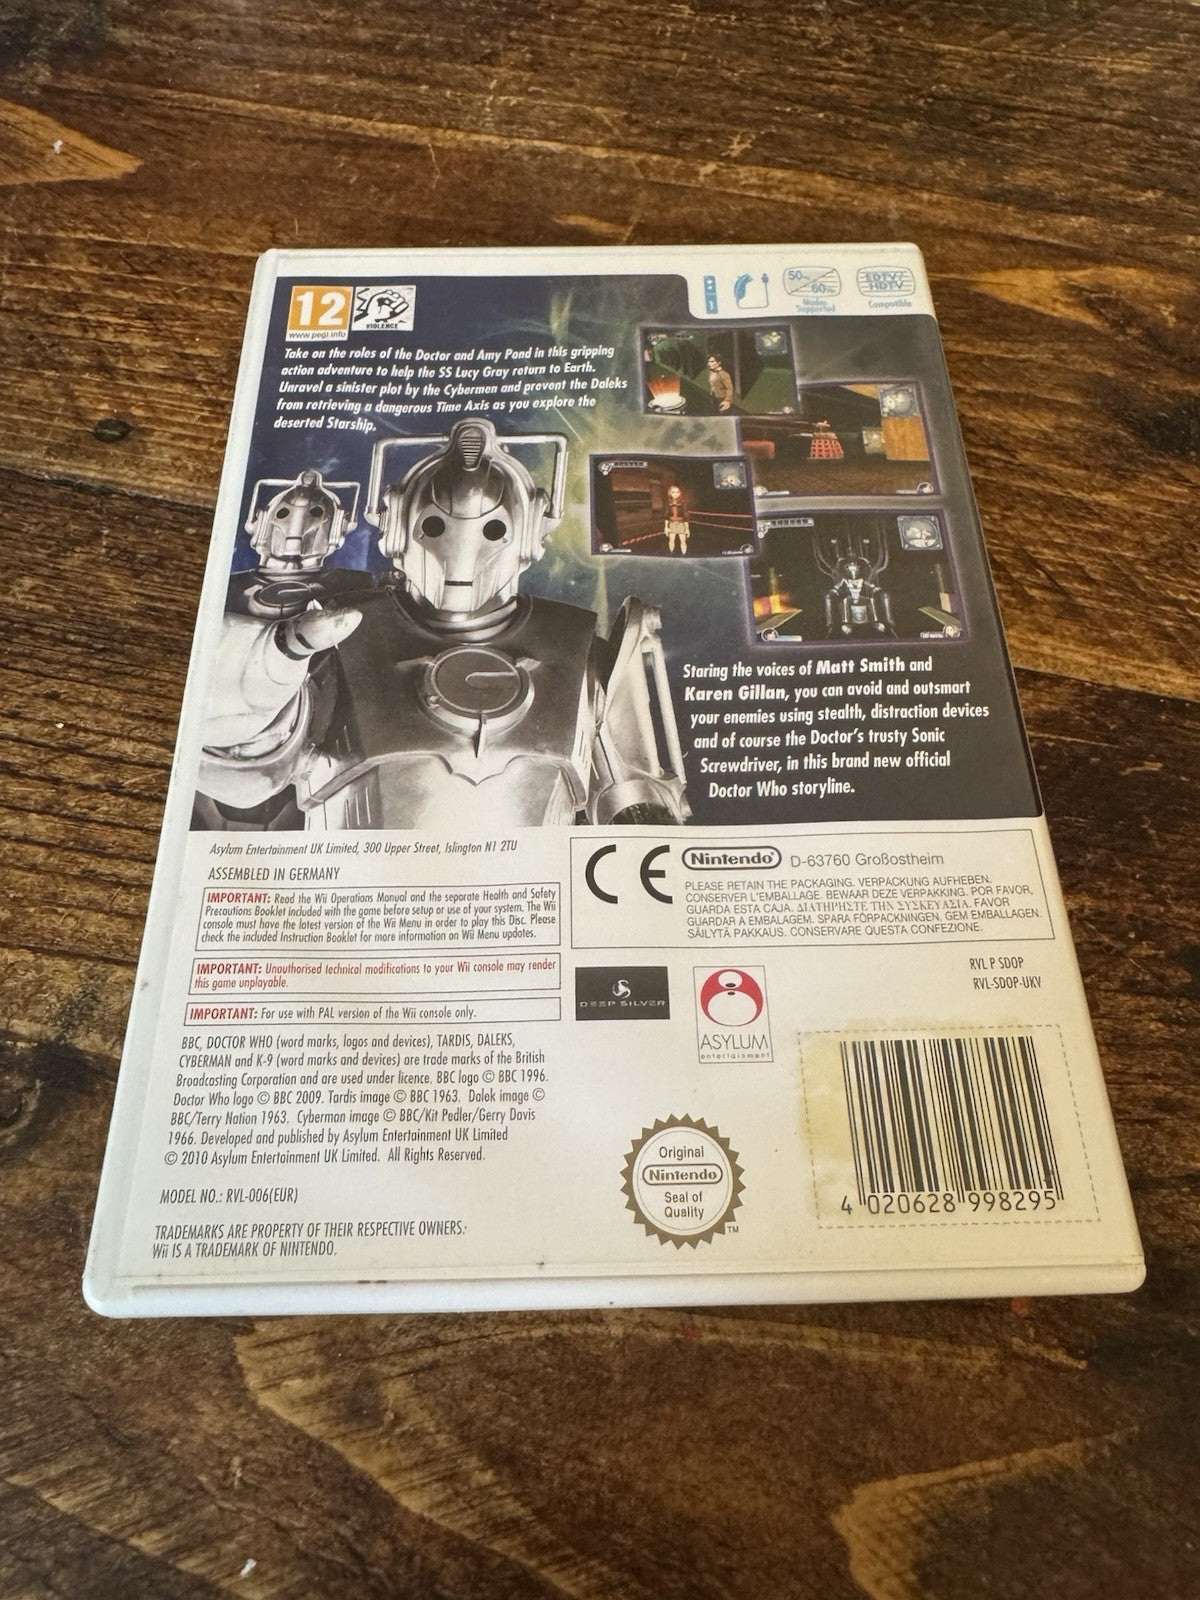 12
www.pegi.info
VIOLENCE
50Hz
60Hz
Modes
Supported
EDTV/
HDTV
Compatible
Take on the roles of the Doctor and Amy Pond in this gripping
action adventure to help the SS Lucy Gray return to Earth.
Unravel a sinister plot by the Cybermen and prevent the Daleks
from retrieving a dangerous Time Axis as you explore the
deserted Starship.
Staring the voices of Matt Smith and
Karen Gillan, you can avoid and outsmart
your enemies using stealth, distraction devices
and of course the Doctor's trusty Sonic
Screwdriver, in this brand new official
Doctor Who storyline.
Asylum Entertainment UK Limited, 300 Upper Street, Islington N1 2TU
ASSEMBLED IN GERMANY
IMPORTANT: Read the Wii Operations Manual and the separate Health and Safety
Precautions Booklet included with the game before setup or use of your system. The Wii
console must have the latest version of the Wii Menu in order to play this Disc. Please
check the included Instruction Booklet for more information on Wii Menu updates.
IMPORTANT: Unauthorised technical modifications to your Wii console may render
this game unplayable.
IMPORTANT: For use with PAL version of the Wii console only.
BBC, DOCTOR WHO (word marks, logos and devices), TARDIS, DALEKS,
CYBERMAN and K-9 (word marks and devices) are trade marks of the British
Broadcasting Corporation and are used under licence. BBC logo © BBC 1996.
Doctor Who logo © BBC 2009. Tardis image © BBC 1963. Dalek image ©
BBC/Terry Nation 1963. Cyberman image © BBC/Kit Pedler/Gerry Davis
1966. Developed and published by Asylum Entertainment UK Limited
© 2010 Asylum Entertainment UK Limited. All Rights Reserved.
MODEL NO.: RVL-006(EUR)
TRADEMARKS ARE PROPERTY OF THEIR RESPECTIVE OWNERS.
Wii IS A TRADEMARK OF NINTENDO.
CE
Nintendo® D-63760 Großostheim
PLEASE RETAIN THE PACKAGING. VERPACKUNG AUFHEBEN.
CONSERVER L'EMBALLAGE. BEWAAR DEZE VERPAKKING. POR FAVOR,
GUARDA ESTA CAJA. ΔΙΑΤΗΡΗΣΤΕ ΤΗΝ ΣΥΣΚΕΥΑΣΙΑ. FAVOR
GUARDAR A EMBALAGEM. SPARA FÖRPACKNINGEN. GEM EMBALLAGEN.
SÄILYTÄ PAKKAUS. CONSERVARE QUESTA CONFEZIONE.
DEEP SILVER
ASYLUM
entertainment
RVL P SDOP
RVL-SDOP-UKV
Original
Nintendo®
Seal of
Quality
TM
4 020628 998295